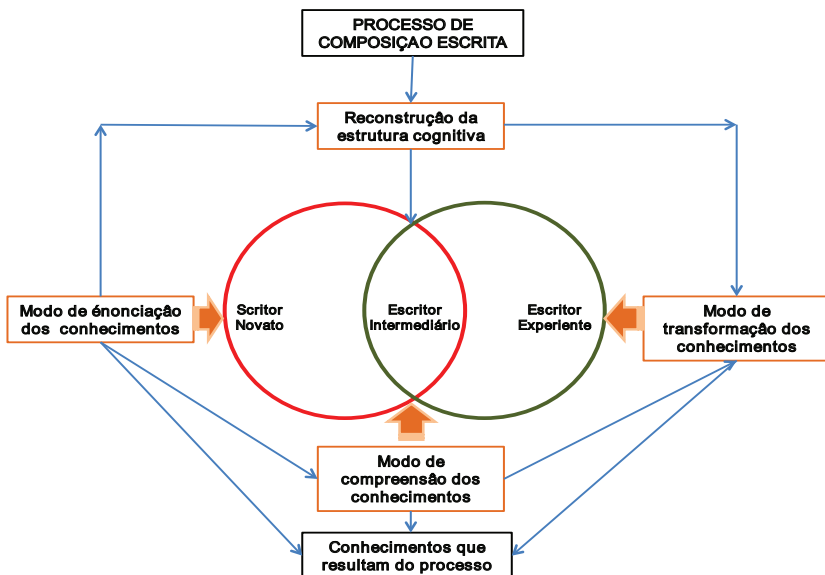 PROCESSO DE
COMPOSIÇAO ESCRITA
Reconstrução da
estrutura cognitiva
Modo de énonciação
dos conhecimentos
Scritor
Novato
Escritor
Intermediário
Escritor
Experiente
Modo de
transformação dos
conhecimentos
Modo de
compreensão dos
conhecimentos
Conhecimentos que
resultam do processo